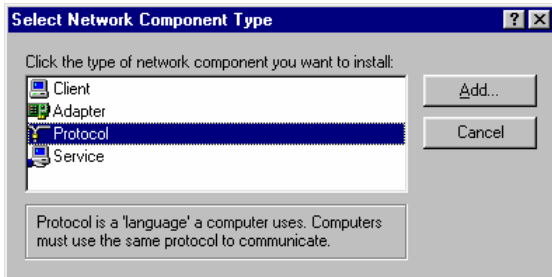 Select Network Component Type
Click the type of network component you want to install:
Client
Adapter
Protocol
Service
Add...
Cancel
Protocol is a 'language' a computer uses. Computers
must use the same protocol to communicate.